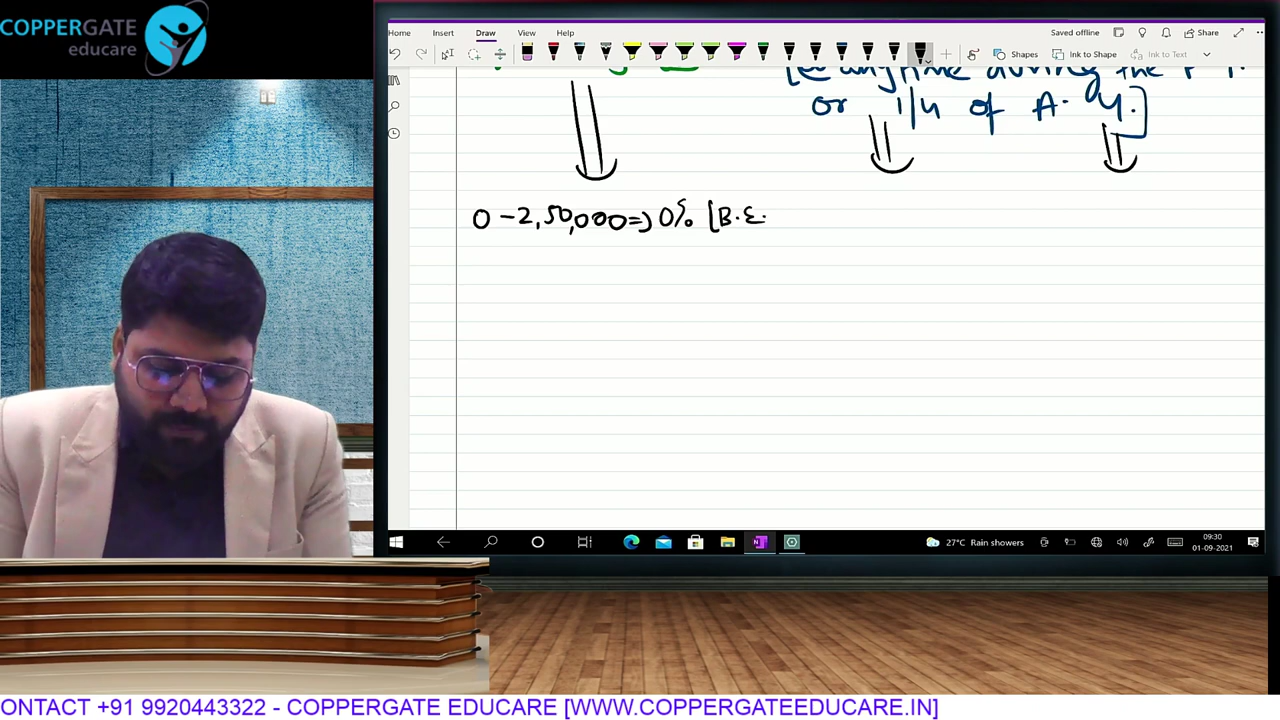 COPPERGATE
educare
Home Insert Draw View Help
Saved offline
Share
Shapes
Ink to Shape
Ink to Text
during the
or 1/4 of A. Y.]
0 - 2,50,000 => 0% [B.E.
27°C Rain showers
09:30
01-09-2021
ONTACT +91 9920443322 - COPPERGATE EDUCARE [WWW.COPPERGATEEDUCARE.IN]